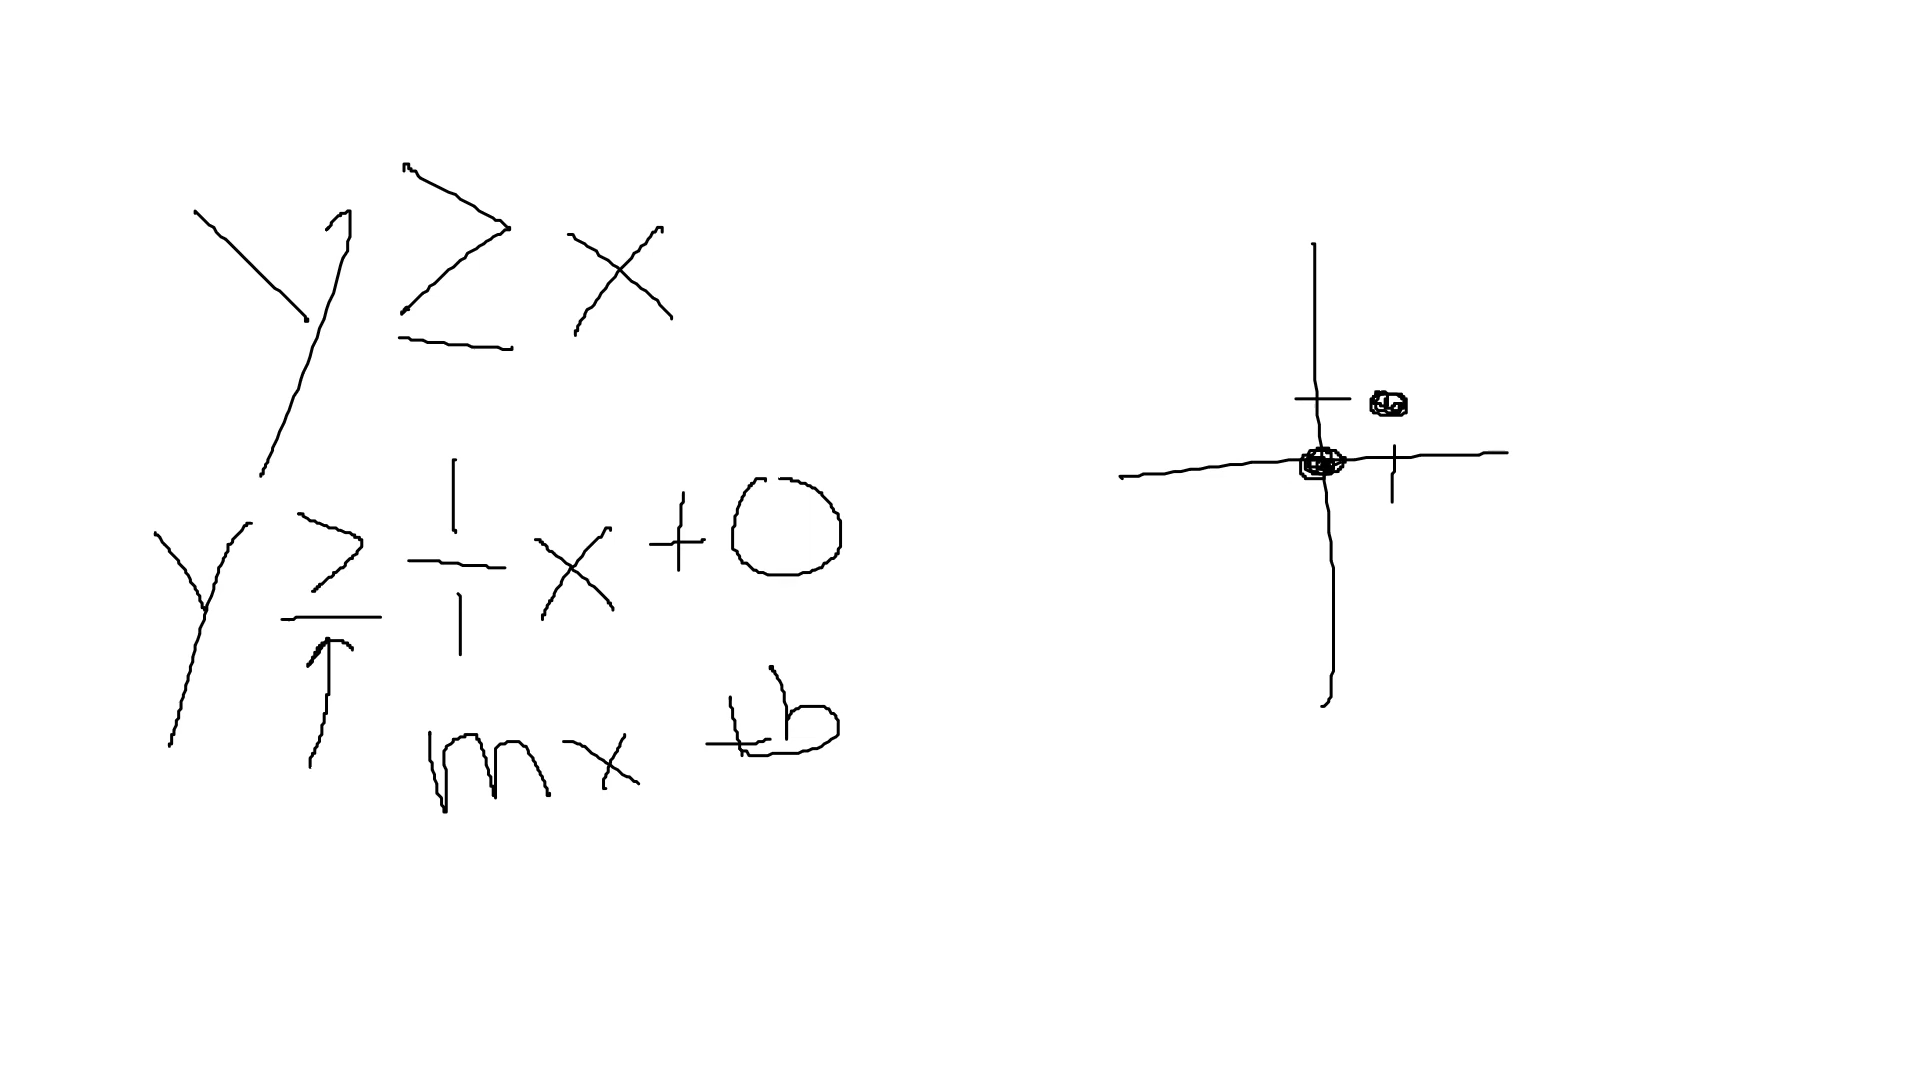 y ≥ x
y ≥ 1/1 x + 0
mx + b